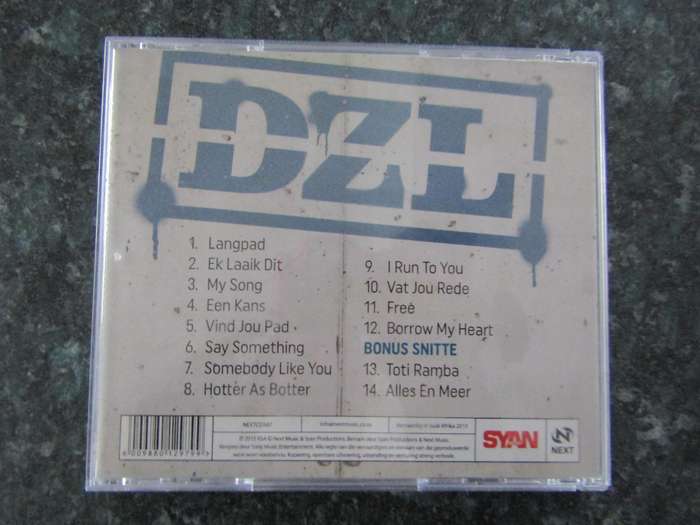 DZL
1. Langpad
2. Ek Laaik Dit
3. My Song
4. Een Kans
5. Vind Jou Pad
6. Say Something
7. Somebody Like You
8. Hotter As Botter
9. I Run To You
10. Vat Jou Rede
11. Free
12. Borrow My Heart
BONUS SNITTE
13. Toti Ramba
14. Alles En Meer
SYAN
NEXT